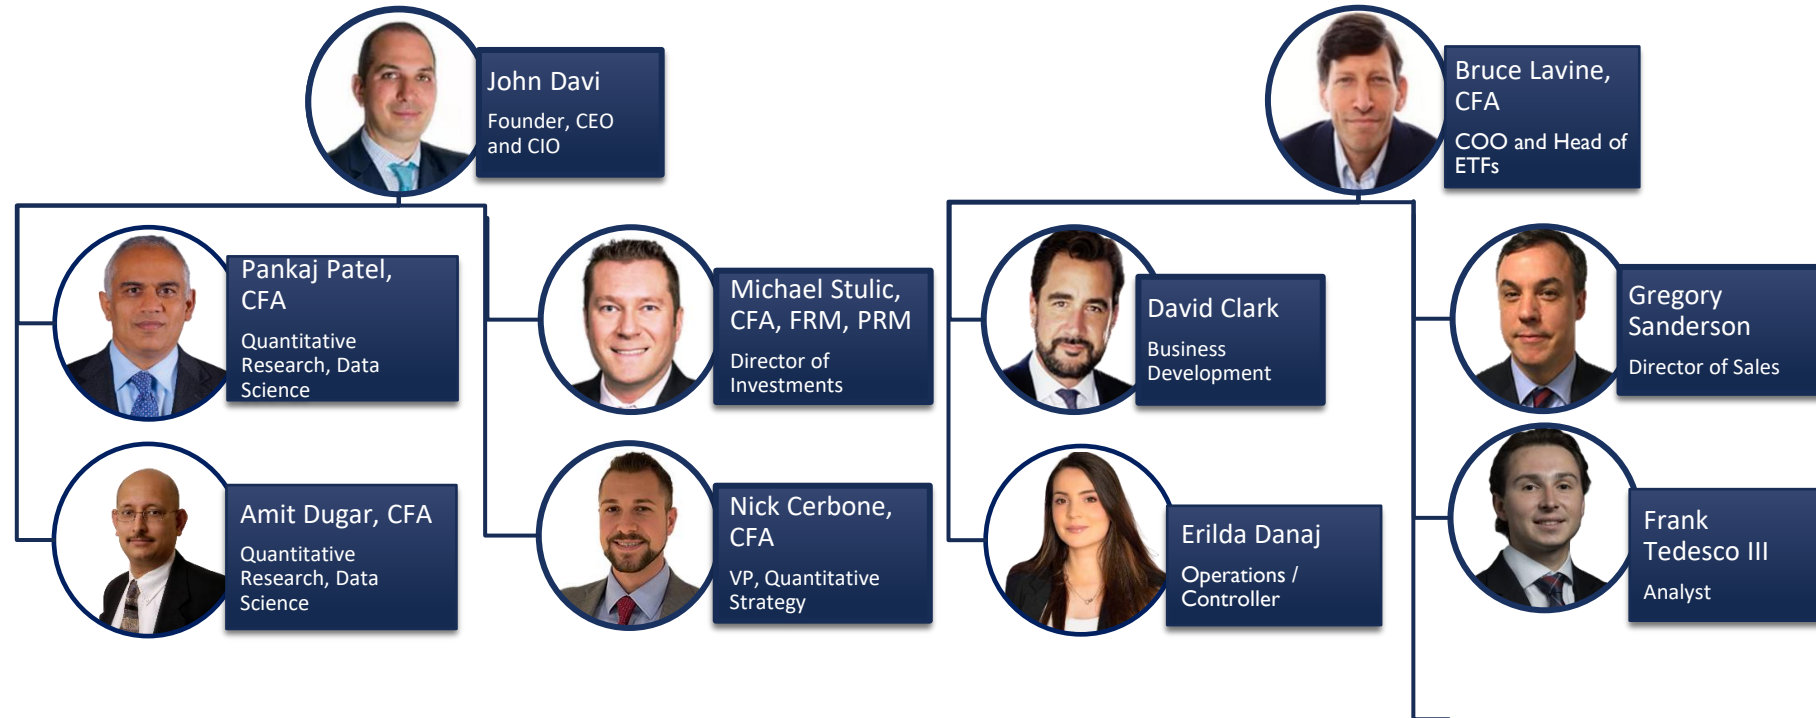 John Davi
Founder, CEO
and CIO
Bruce Lavine,
CFA
COO and Head of
ETFs
Pankaj Patel,
CFA
Quantitative
Research, Data
Science
Michael Stulic,
CFA, FRM, PRM
Director of
Investments
David Clark
Business
Development
Gregory
Sanderson
Director of Sales
Amit Dugar, CFA
Quantitative
Research, Data
Science
Nick Cerbone,
CFA
VP, Quantitative
Strategy
Erilda Danaj
Operations /
Controller
Frank
Tedesco III
Analyst